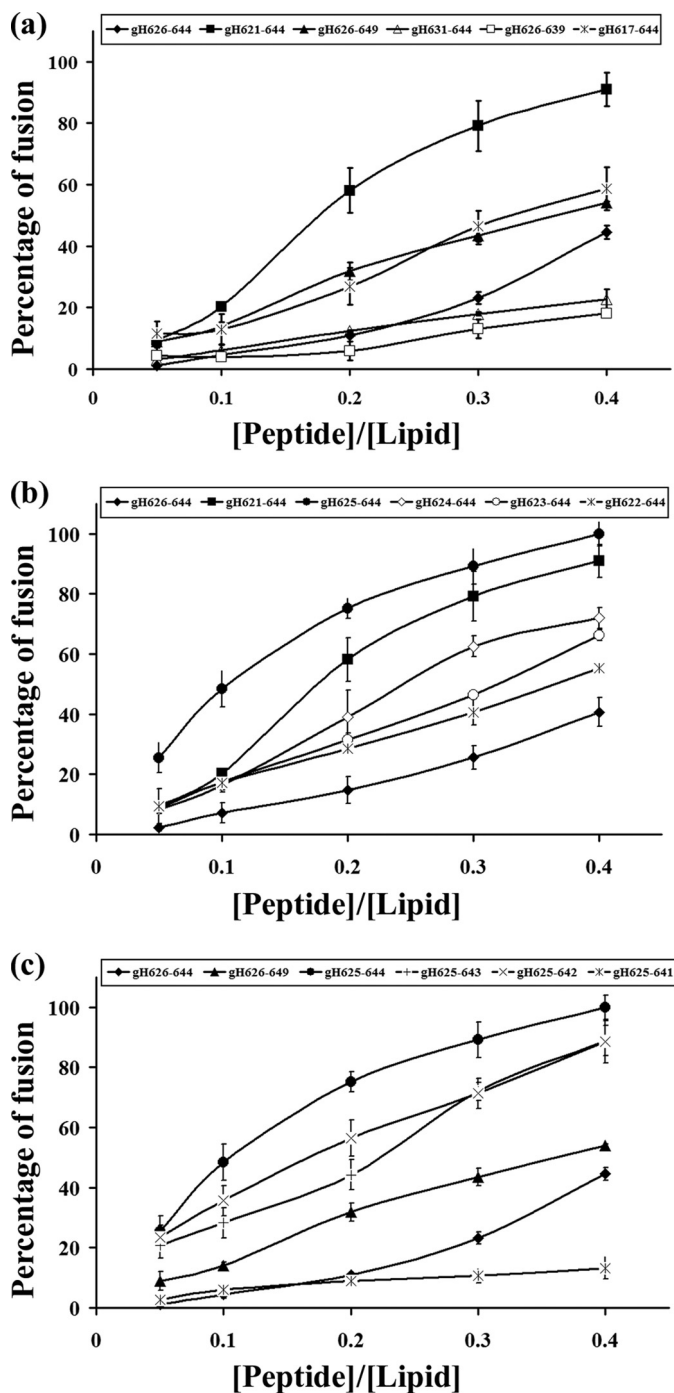 (a)
gH626-644 gH621-644 gH626-649 gH631-644 gH626-639 gH617-644
Percentage of fusion
100
80
60
40
20
0
0 0.1 0.2 0.3 0.4
[Peptide]/[Lipid]
(b)
gH626-644 gH621-644 gH625-644 gH624-644 gH623-644 gH622-644
Percentage of fusion
100
80
60
40
20
0
0 0.1 0.2 0.3 0.4
[Peptide]/[Lipid]
(c)
gH626-644 gH626-649 gH625-644 gH625-643 gH625-642 gH625-641
Percentage of fusion
100
80
60
40
20
0
0 0.1 0.2 0.3 0.4
[Peptide]/[Lipid]